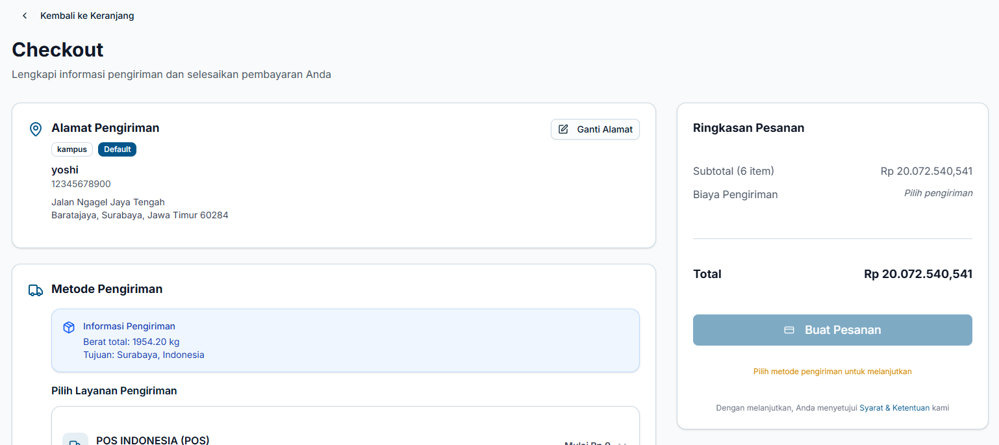 Kembali ke Keranjang
Checkout
Lengkapi informasi pengiriman dan selesaikan pembayaran Anda
Alamat Pengiriman
Ganti Alamat
kampus
Default
yoshi
12345678900
Jalan Ngagel Jaya Tengah
Baratajaya, Surabaya, Jawa Timur 60284
Metode Pengiriman
Informasi Pengiriman
Berat total: 1954.20 kg
Tujuan: Surabaya, Indonesia
Pilih Layanan Pengiriman
POS INDONESIA (POS)
Mulai Rp 0
Ringkasan Pesanan
Subtotal (6 item) Rp 20.072.540,541
Biaya Pengiriman Pilih pengiriman
Total Rp 20.072.540,541
Buat Pesanan
Pilih metode pengiriman untuk melanjutkan
Dengan melanjutkan, Anda menyetujui Syarat & Ketentuan kami